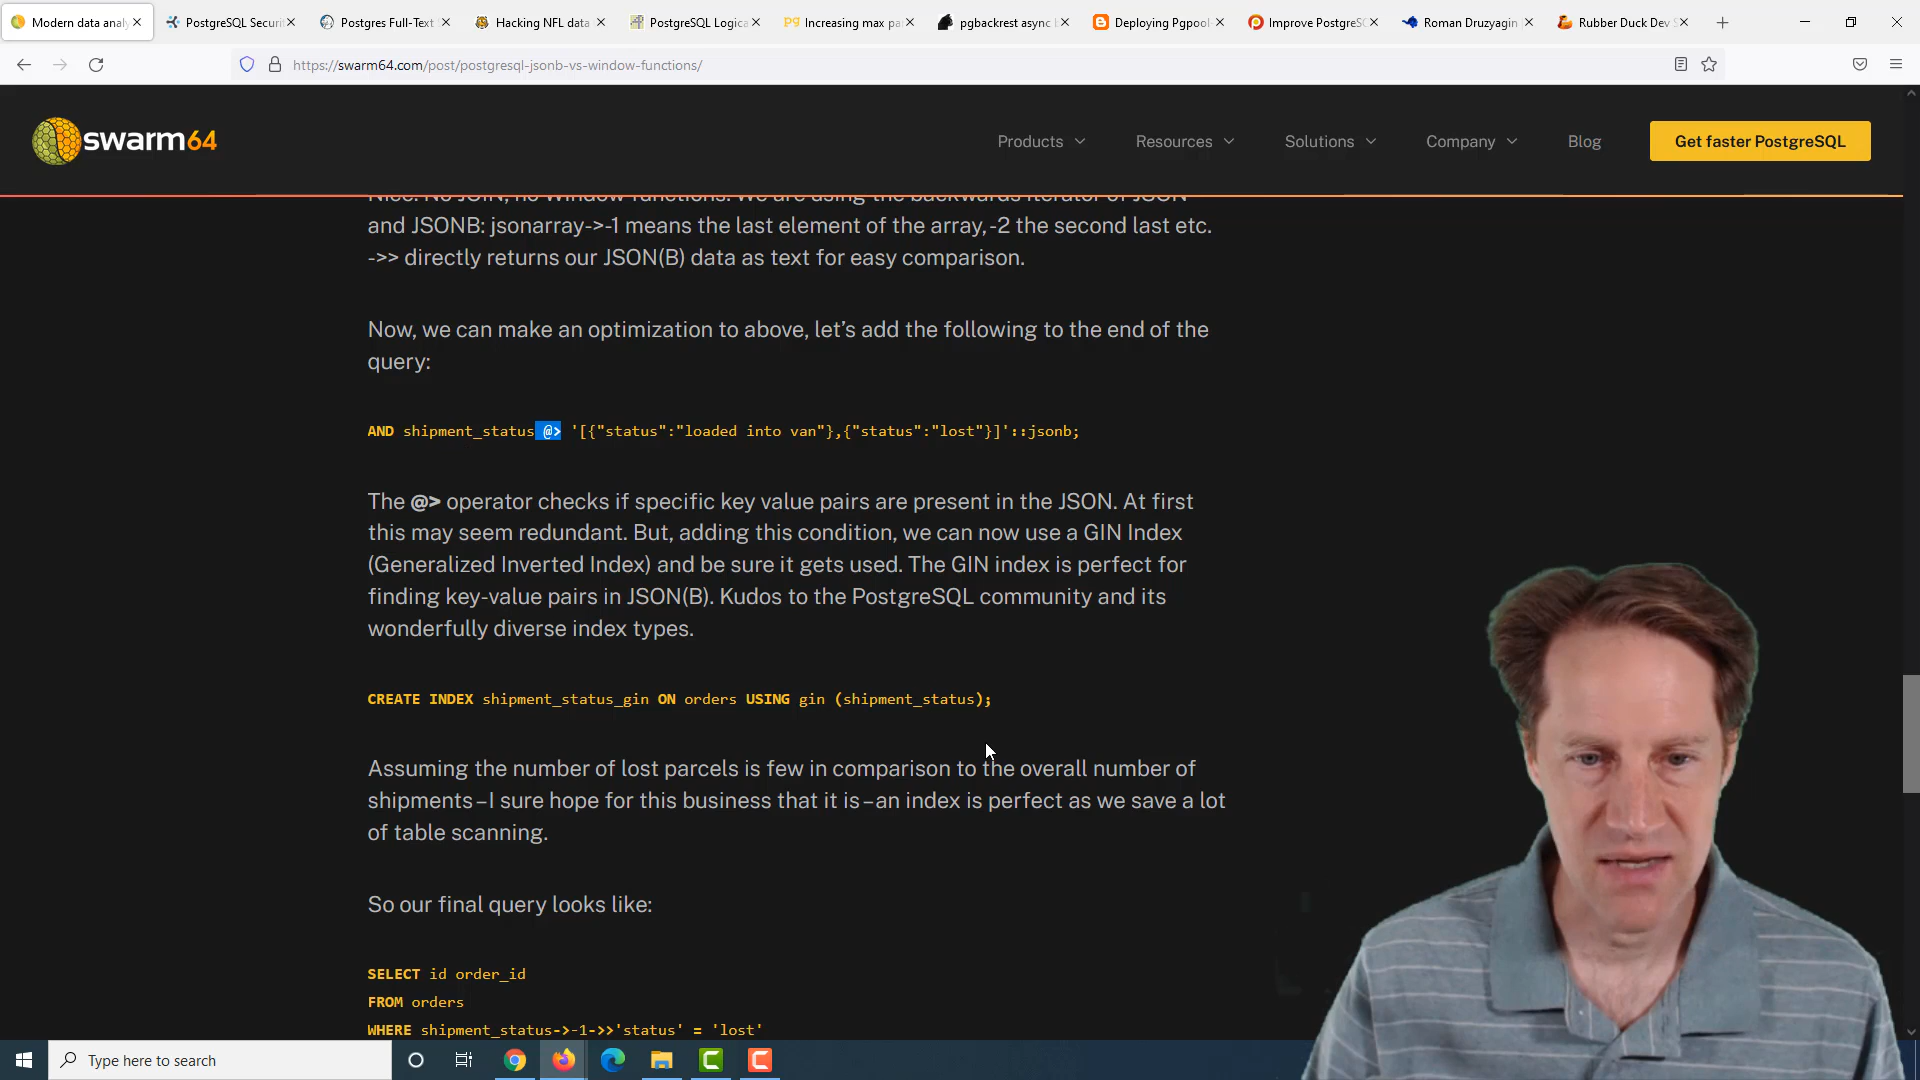 Modern data analy
PostgreSQL Securit
Postgres Full-Text
Hacking NFL data
PostgreSQL Logica
Increasing max pa
pgbackrest async
Deploying Pgpool-
Improve PostgreSQ
Roman Druzyagin
Rubber Duck Dev S
https://swarm64.com/post/postgresql-jsonb-vs-window-functions/
swarm64
Products
Resources
Solutions
Company
Blog
Get faster PostgreSQL
Nice. No JOIN, no Window functions. We are using the backwards iterator of JSON
and JSONB: jsonarray->-1 means the last element of the array, -2 the second last etc.
->> directly returns our JSON(B) data as text for easy comparison.
Now, we can make an optimization to above, let’s add the following to the end of the
query:
AND shipment_status @> '[{"status":"loaded into van"},{"status":"lost"}]'::jsonb;
The @> operator checks if specific key value pairs are present in the JSON. At first
this may seem redundant. But, adding this condition, we can now use a GIN Index
(Generalized Inverted Index) and be sure it gets used. The GIN index is perfect for
finding key-value pairs in JSON(B). Kudos to the PostgreSQL community and its
wonderfully diverse index types.
CREATE INDEX shipment_status_gin ON orders USING gin (shipment_status);
Assuming the number of lost parcels is few in comparison to the overall number of
shipments – I sure hope for this business that it is – an index is perfect as we save a lot
of table scanning.
So our final query looks like:
SELECT id order_id
FROM orders
WHERE shipment_status->-1->>'status' = 'lost'
Type here to search